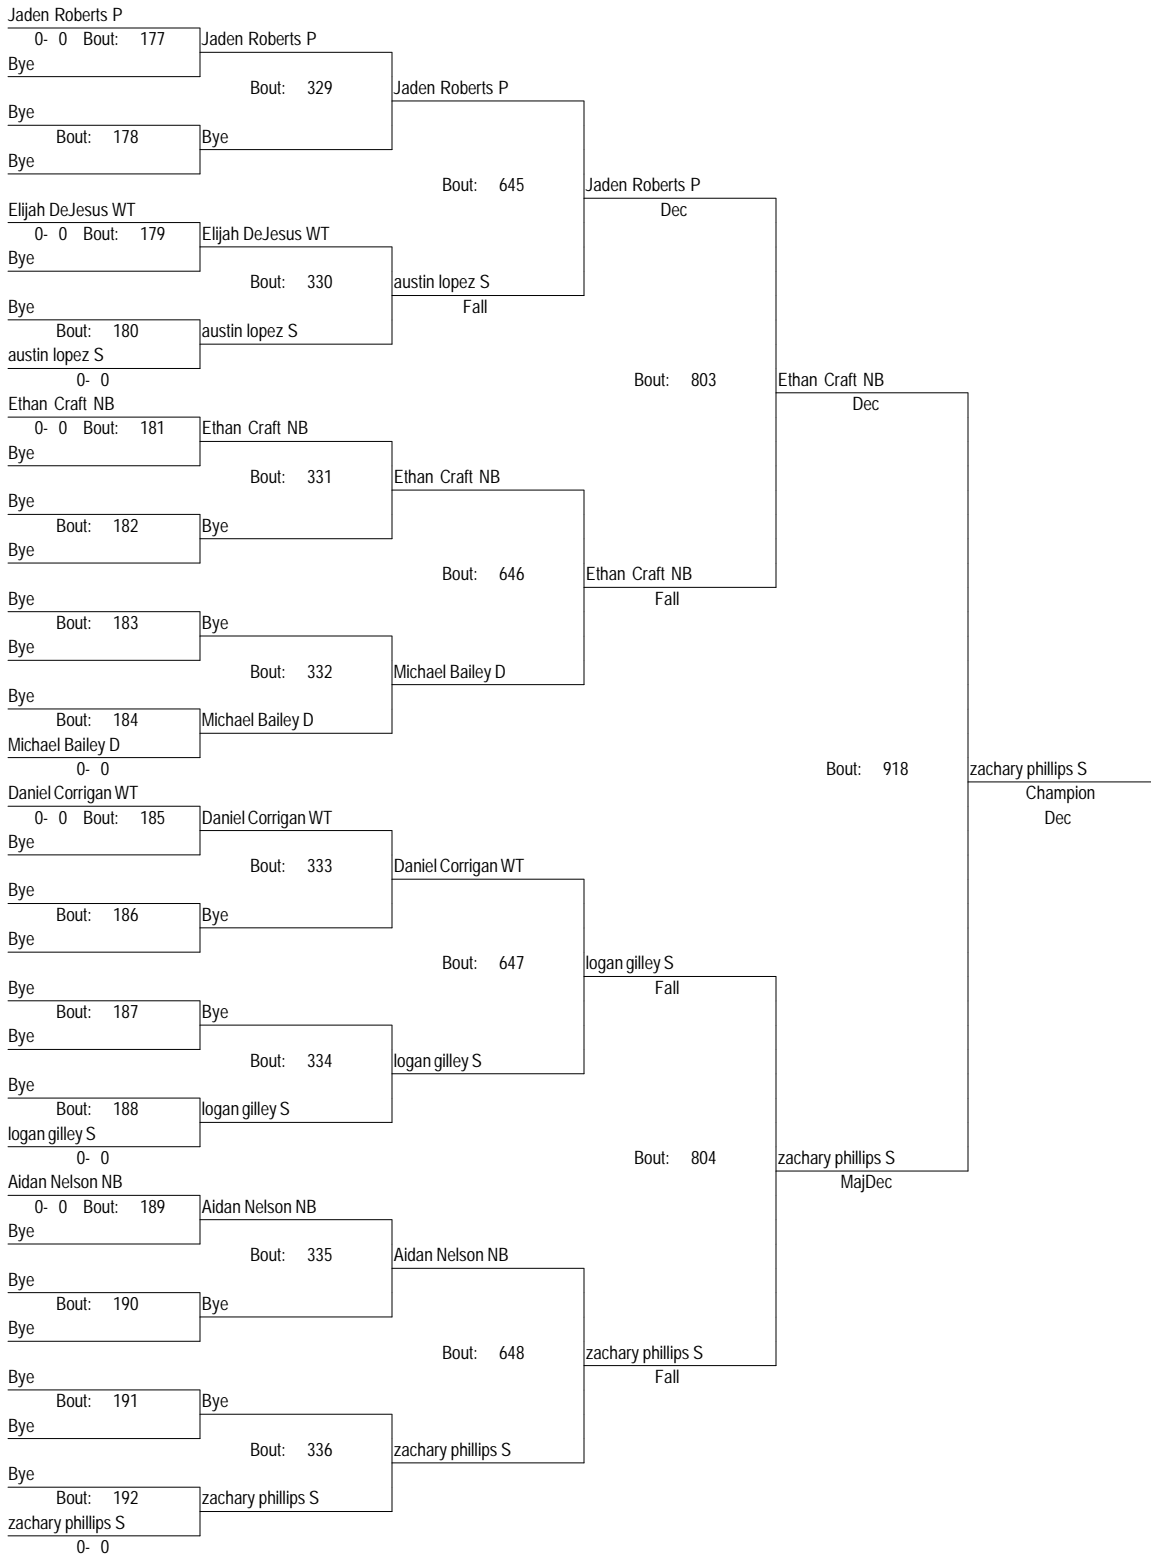 Jaden Roberts P
0- 0 Bout: 177 Jaden Roberts P
Bye
Bout: 329 Jaden Roberts P
Bye
Bout: 178 Bye
Bye
Bout: 645 Jaden Roberts P
Elijah DeJesus WT Dec
0- 0 Bout: 179 Elijah DeJesus WT
Bye
Bout: 330 austin lopez S
Bye Fall
Bout: 180 austin lopez S
austin lopez S
0- 0 Bout: 803 Ethan Craft NB
Ethan Craft NB Dec
0- 0 Bout: 181 Ethan Craft NB
Bye
Bout: 331 Ethan Craft NB
Bye
Bout: 182 Bye
Bye
Bout: 646 Ethan Craft NB
Bye Fall
Bout: 183 Bye
Bye
Bout: 332 Michael Bailey D
Bye
Bout: 184 Michael Bailey D
Michael Bailey D
0- 0 Bout: 918 zachary phillips S
Daniel Corrigan WT Champion
0- 0 Bout: 185 Daniel Corrigan WT Dec
Bye
Bout: 333 Daniel Corrigan WT
Bye
Bout: 186 Bye
Bye
Bout: 647 logan gilley S
Bye Fall
Bout: 187 Bye
Bye
Bout: 334 logan gilley S
Bye
Bout: 188 logan gilley S
logan gilley S
0- 0 Bout: 804 zachary phillips S
Aidan Nelson NB MajDec
0- 0 Bout: 189 Aidan Nelson NB
Bye
Bout: 335 Aidan Nelson NB
Bye
Bout: 190 Bye
Bye
Bout: 648 zachary phillips S
Bye Fall
Bout: 191 Bye
Bye
Bout: 336 zachary phillips S
Bye
Bout: 192 zachary phillips S
zachary phillips S
0- 0